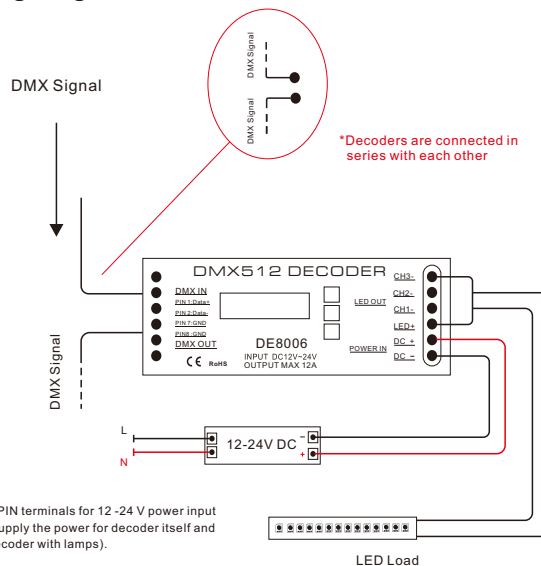 DMX Signal
DMX Signal
DMX Signal
*Decoders are connected in
series with each other
DMX512 DECODER
DMX IN
PIN 1:Data+
PIN 2:Data-
PIN 7:GND
PIN8 :GND
DMX OUT
CE RoHS
DE8006
INPUT DC12V~24V
OUTPUT MAX 12A
LED OUT
POWER IN
CH3-
CH2-
CH1-
LED+
DC +
DC −
DMX Signal
L
N
12-24V DC
−
+
PIN terminals for 12 -24 V power input
upply the power for decoder itself and
coder with lamps).
LED Load